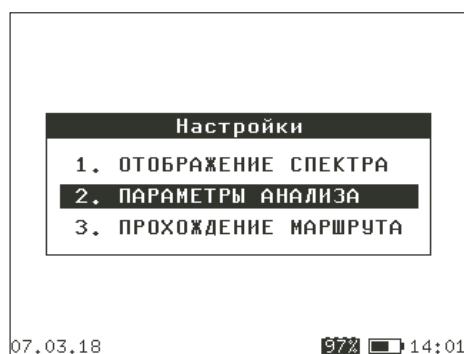 Настройки
1. ОТОБРАЖЕНИЕ СПЕКТРА
2. ПАРАМЕТРЫ АНАЛИЗА
3. ПРОХОЖДЕНИЕ МАРШРУТА
07.03.18 97% 14:01